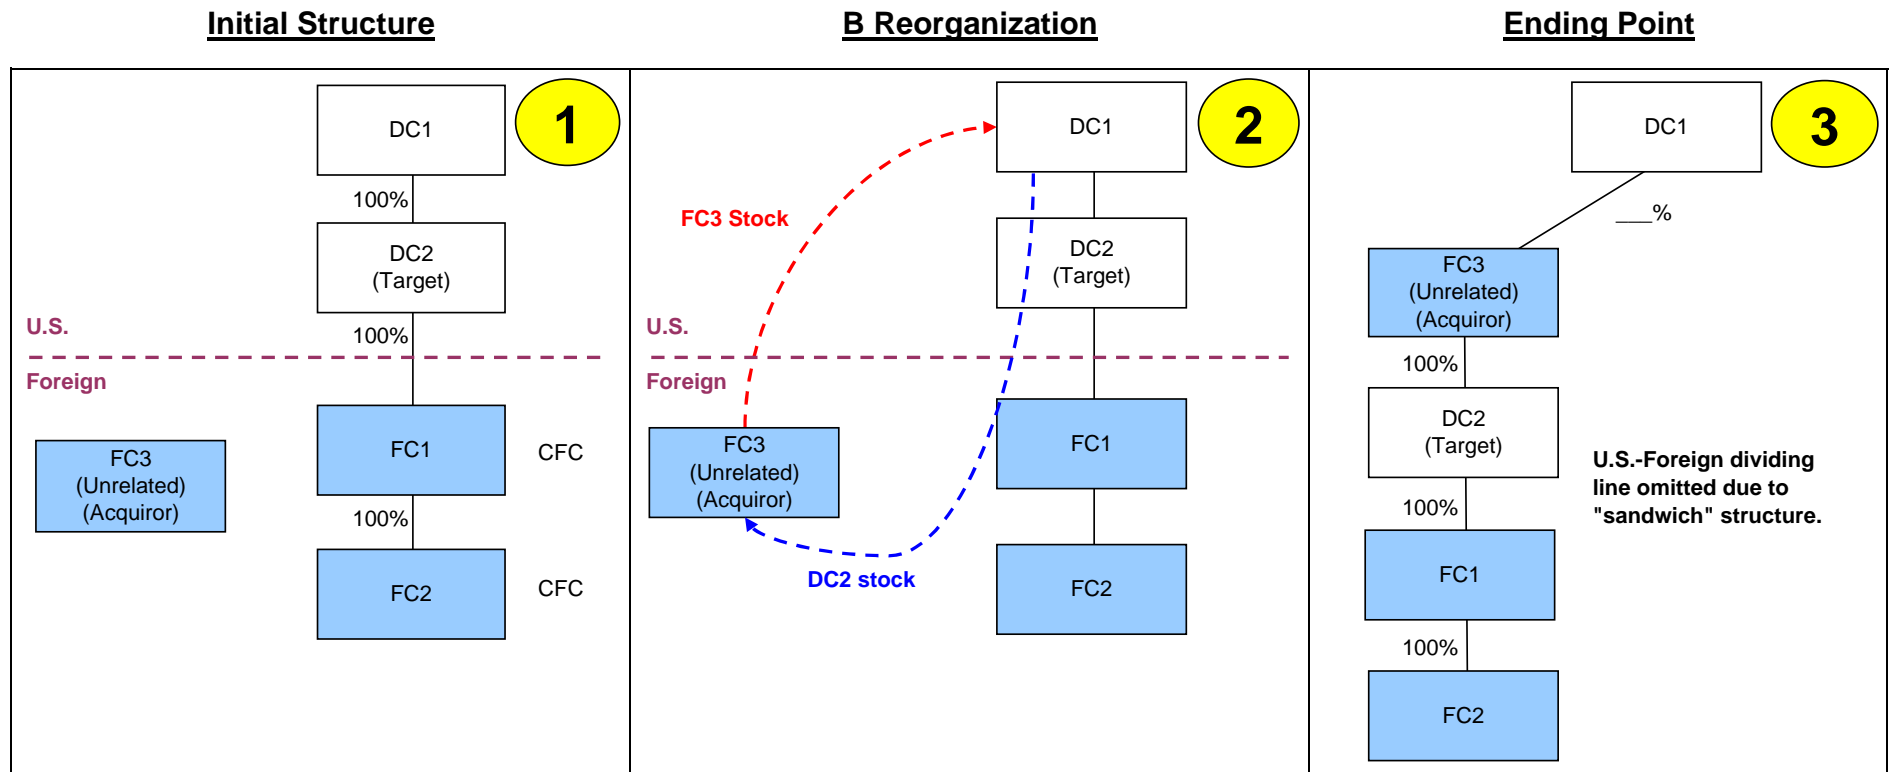 Initial Structure
B Reorganization
Ending Point
DC1
1
100%
DC2
(Target)
100%
U.S.
Foreign
FC3
(Unrelated)
(Acquiror)
FC1
CFC
100%
FC2
CFC
DC1
2
FC3 Stock
DC2
(Target)
U.S.
Foreign
FC3
(Unrelated)
(Acquiror)
FC1
DC2 stock
FC2
DC1
3
___%
FC3
(Unrelated)
(Acquiror)
100%
DC2
(Target)
U.S.-Foreign dividing
line omitted due to
"sandwich" structure.
100%
FC1
100%
FC2